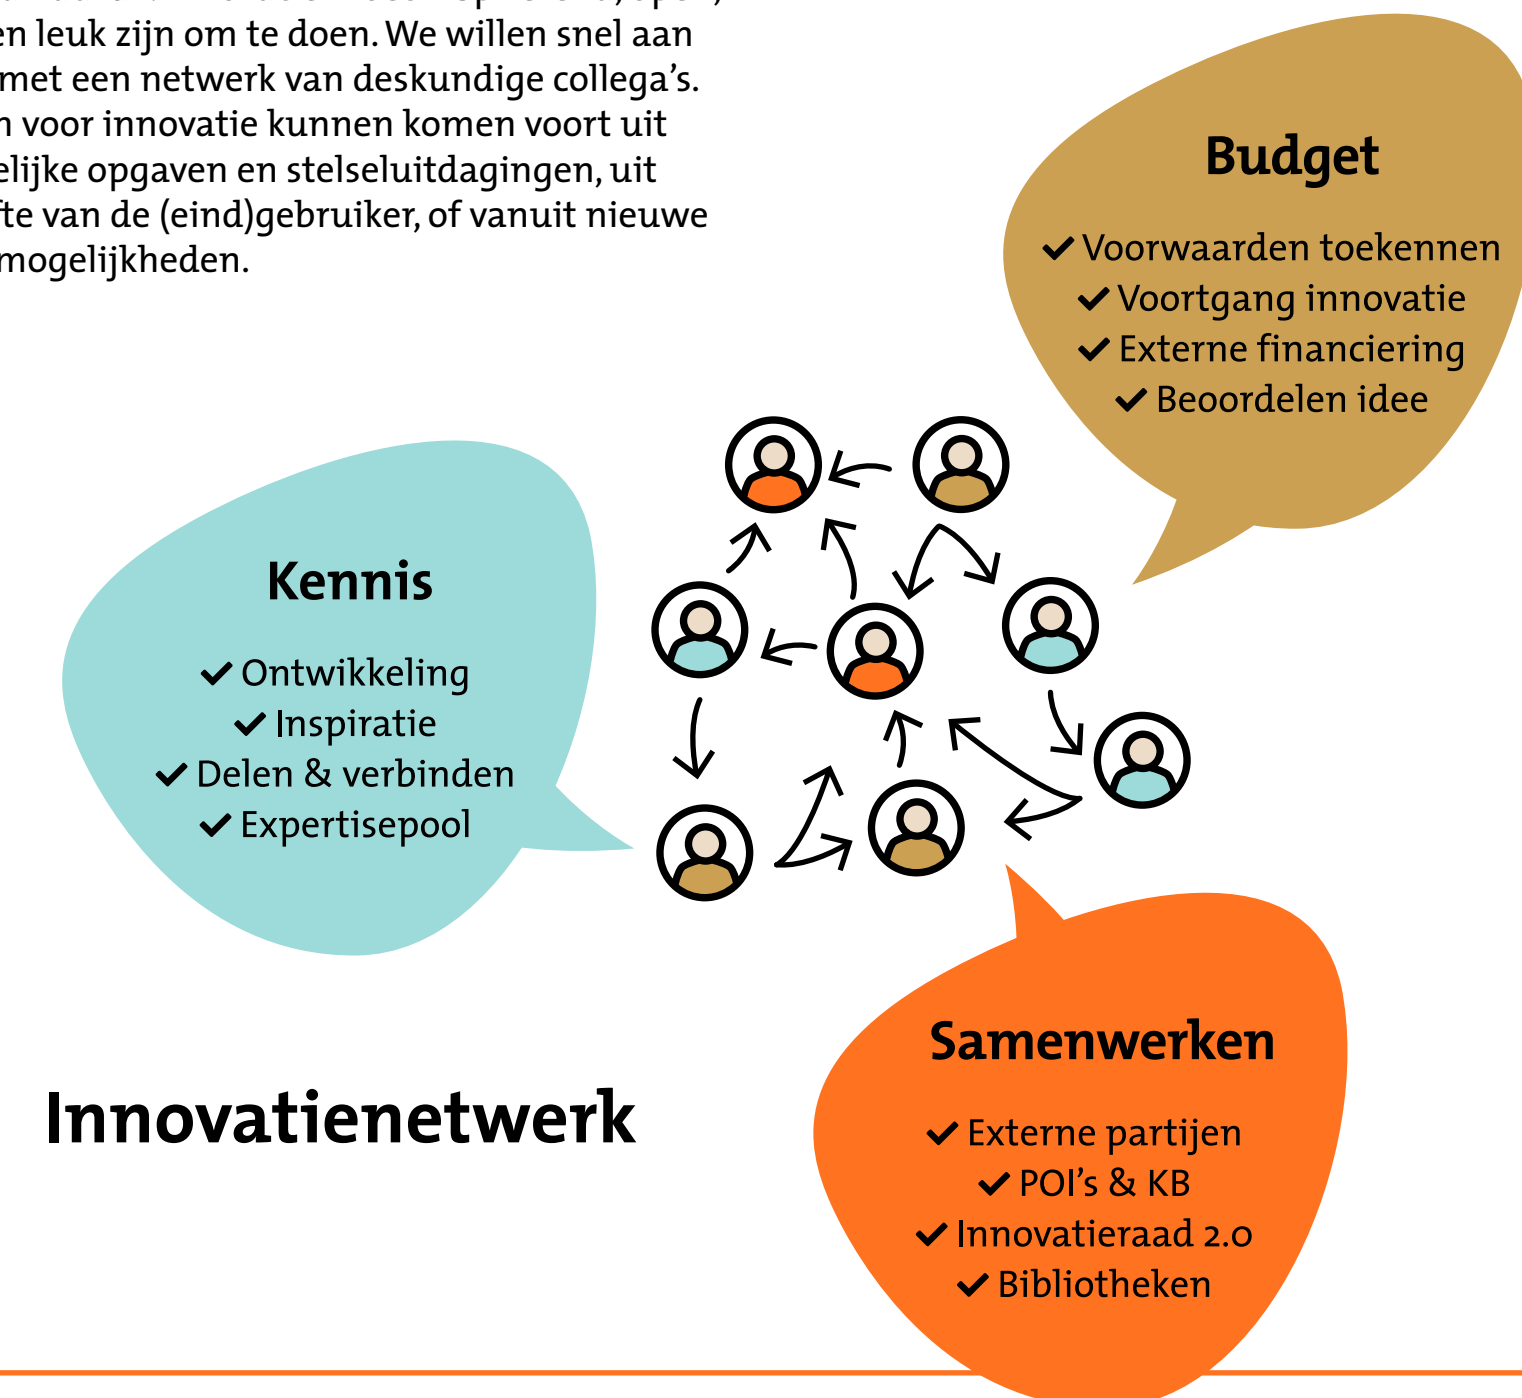 en leuk zijn om te doen. We willen snel aan
met een netwerk van deskundige collega's.
voor innovatie kunnen komen voort uit
opgaven en stelseluitdagingen, uit
van de (eind)gebruiker, of vanuit nieuwe
mogelijkheden.
Budget
✔ Voorwaarden toekennen
✔ Voortgang innovatie
✔ Externe financiering
✔ Beoordelen idee
Kennis
✔ Ontwikkeling
✔ Inspiratie
✔ Delen & verbinden
✔ Expertisepool
Innovatienetwerk
Samenwerken
✔ Externe partijen
✔ POI's & KB
✔ Innovatieraad 2.0
✔ Bibliotheken